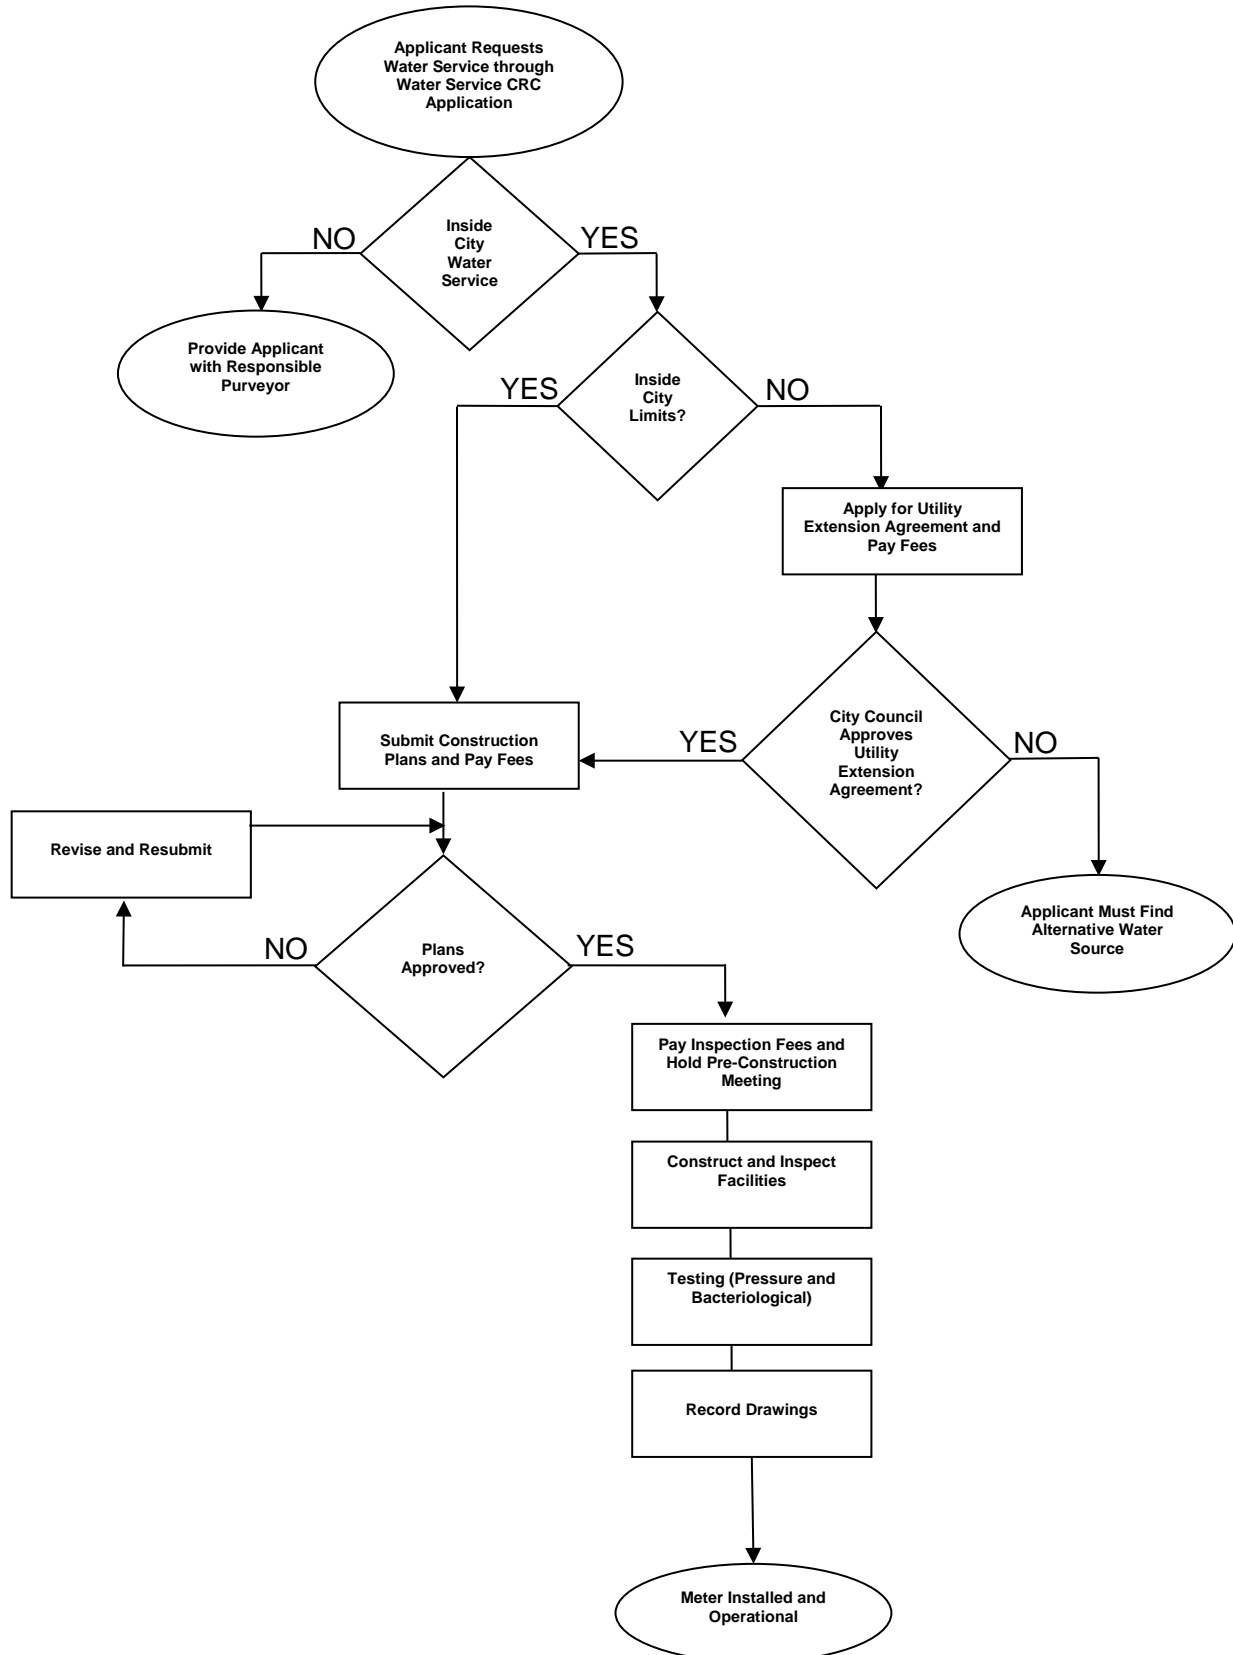 Applicant Requests
Water Service through
Water Service CRC
Application
NO
Inside
City
Water
Service
YES
Provide Applicant
with Responsible
Purveyor
YES
Inside
City
Limits?
NO
Apply for Utility
Extension Agreement and
Pay Fees
Submit Construction
Plans and Pay Fees
YES
City Council
Approves
Utility
Extension
Agreement?
NO
Revise and Resubmit
Applicant Must Find
Alternative Water
Source
NO
Plans
Approved?
YES
Pay Inspection Fees and
Hold Pre-Construction
Meeting
Construct and Inspect
Facilities
Testing (Pressure and
Bacteriological)
Record Drawings
Meter Installed and
Operational